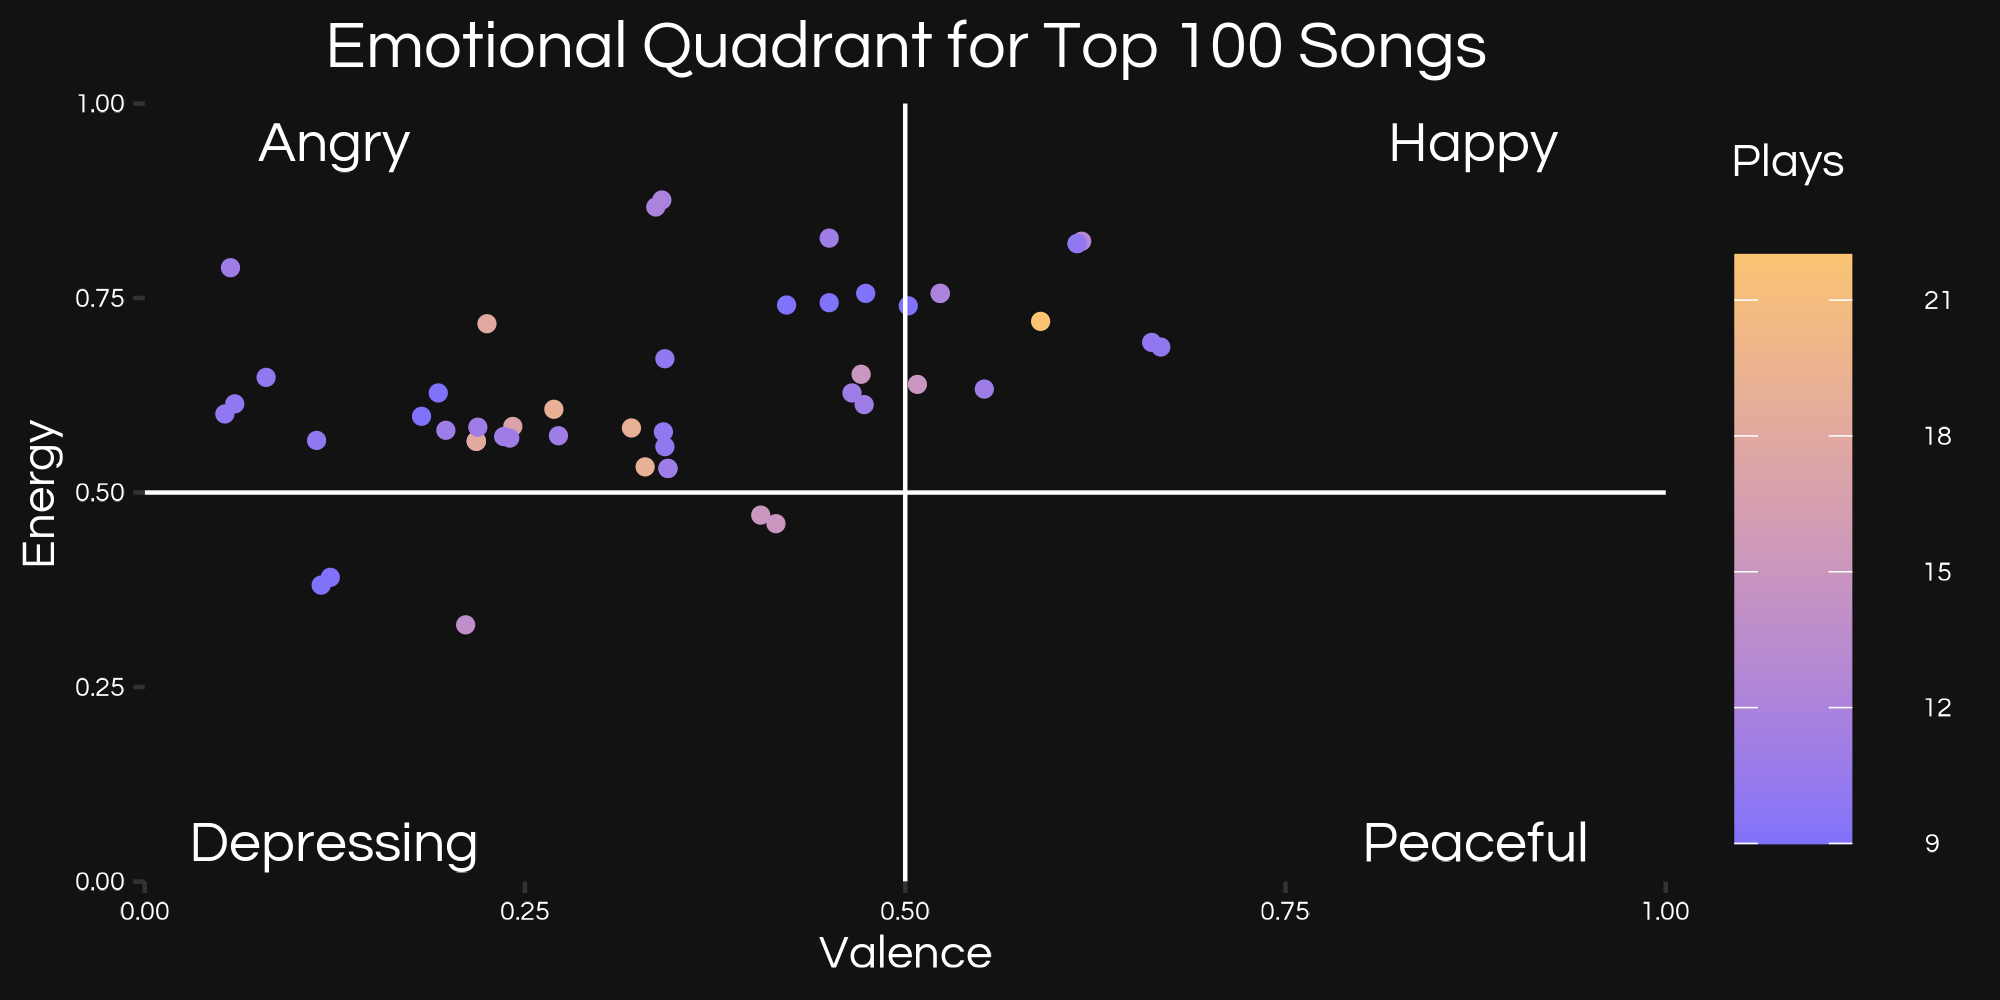 Emotional Quadrant for Top 100 Songs
1.00
Angry
Happy
Plays
0.75
21
18
Energy
0.50
15
0.25
12
Depressing
Peaceful
9
0.00
0.00
0.25
0.50
0.75
1.00
Valence